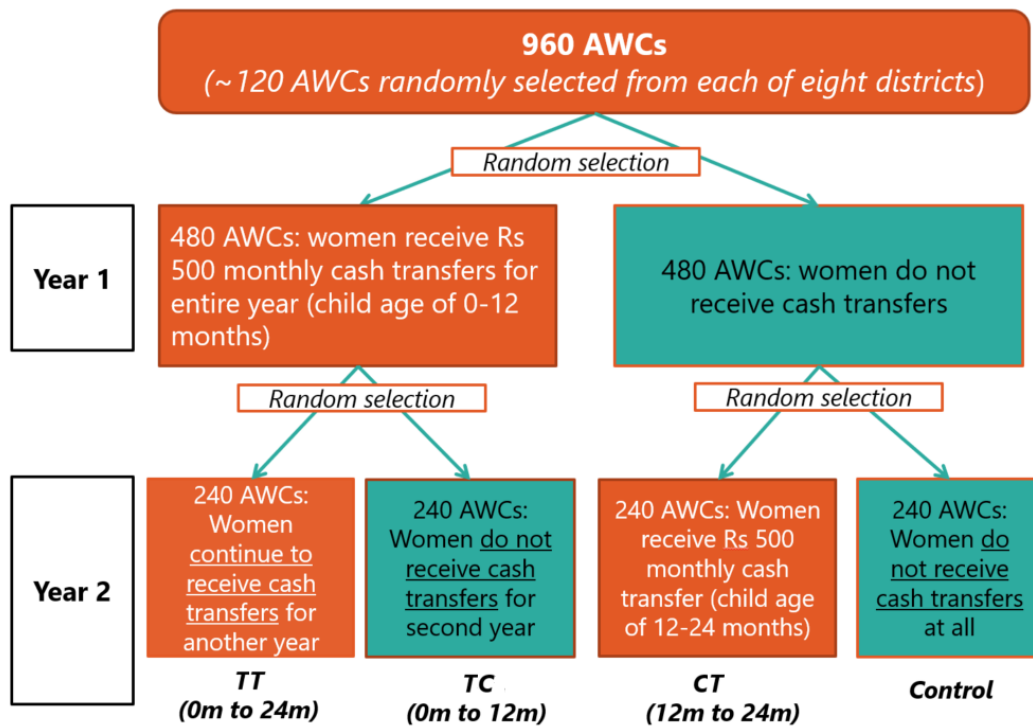 960 AWCs
(~120 AWCs randomly selected from each of eight districts)
Random selection
Year 1
480 AWCs: women receive Rs
500 monthly cash transfers for
entire year (child age of 0-12
months)
480 AWCs: women do not
receive cash transfers
Random selection
Random selection
Year 2
240 AWCs:
Women
continue to
receive cash
transfers for
another year
240 AWCs:
Women do not
receive cash
transfers for
second year
240 AWCs: Women
receive Rs 500
monthly cash
transfer (child age
of 12-24 months)
240 AWCs:
Women do
not receive
cash transfers
at all
TT
(0m to 24m)
TC
(0m to 12m)
CT
(12m to 24m)
Control